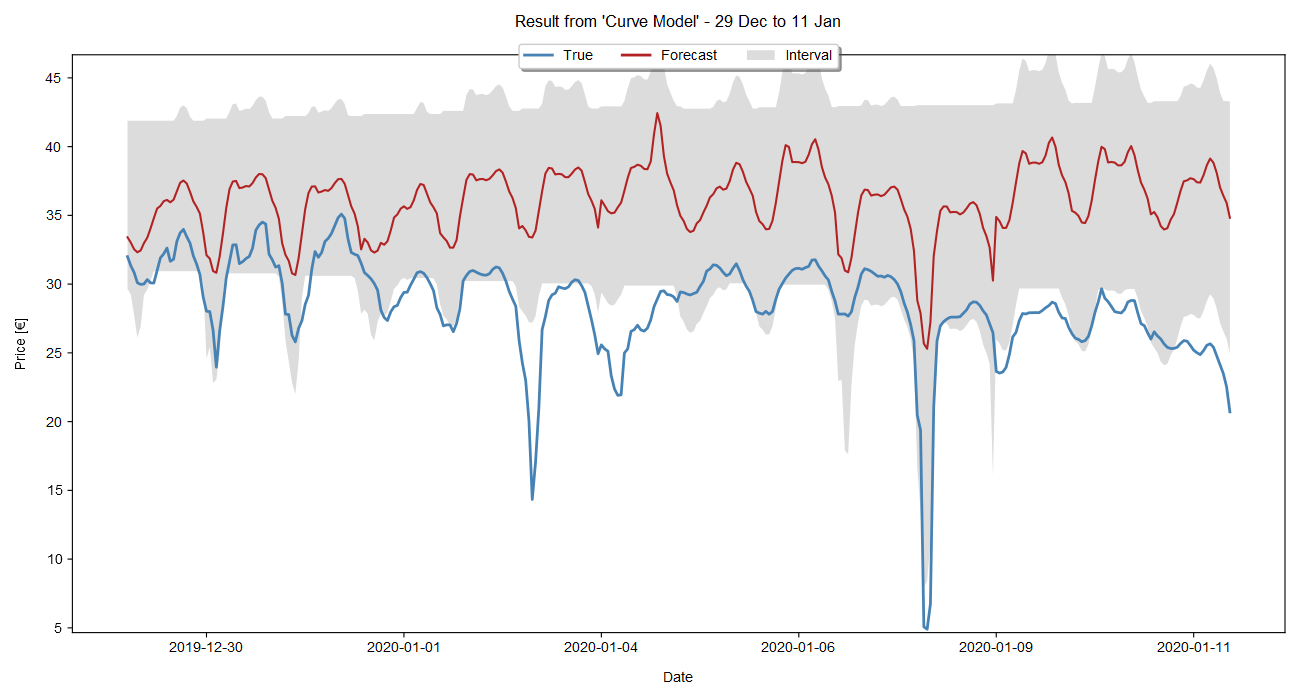 Result from 'Curve Model' - 29 Dec to 11 Jan
True Forecast Interval
45
40
35
30
25
20
15
10
5
Price [€]
2019-12-30 2020-01-01 2020-01-04 2020-01-06 2020-01-09 2020-01-11
Date